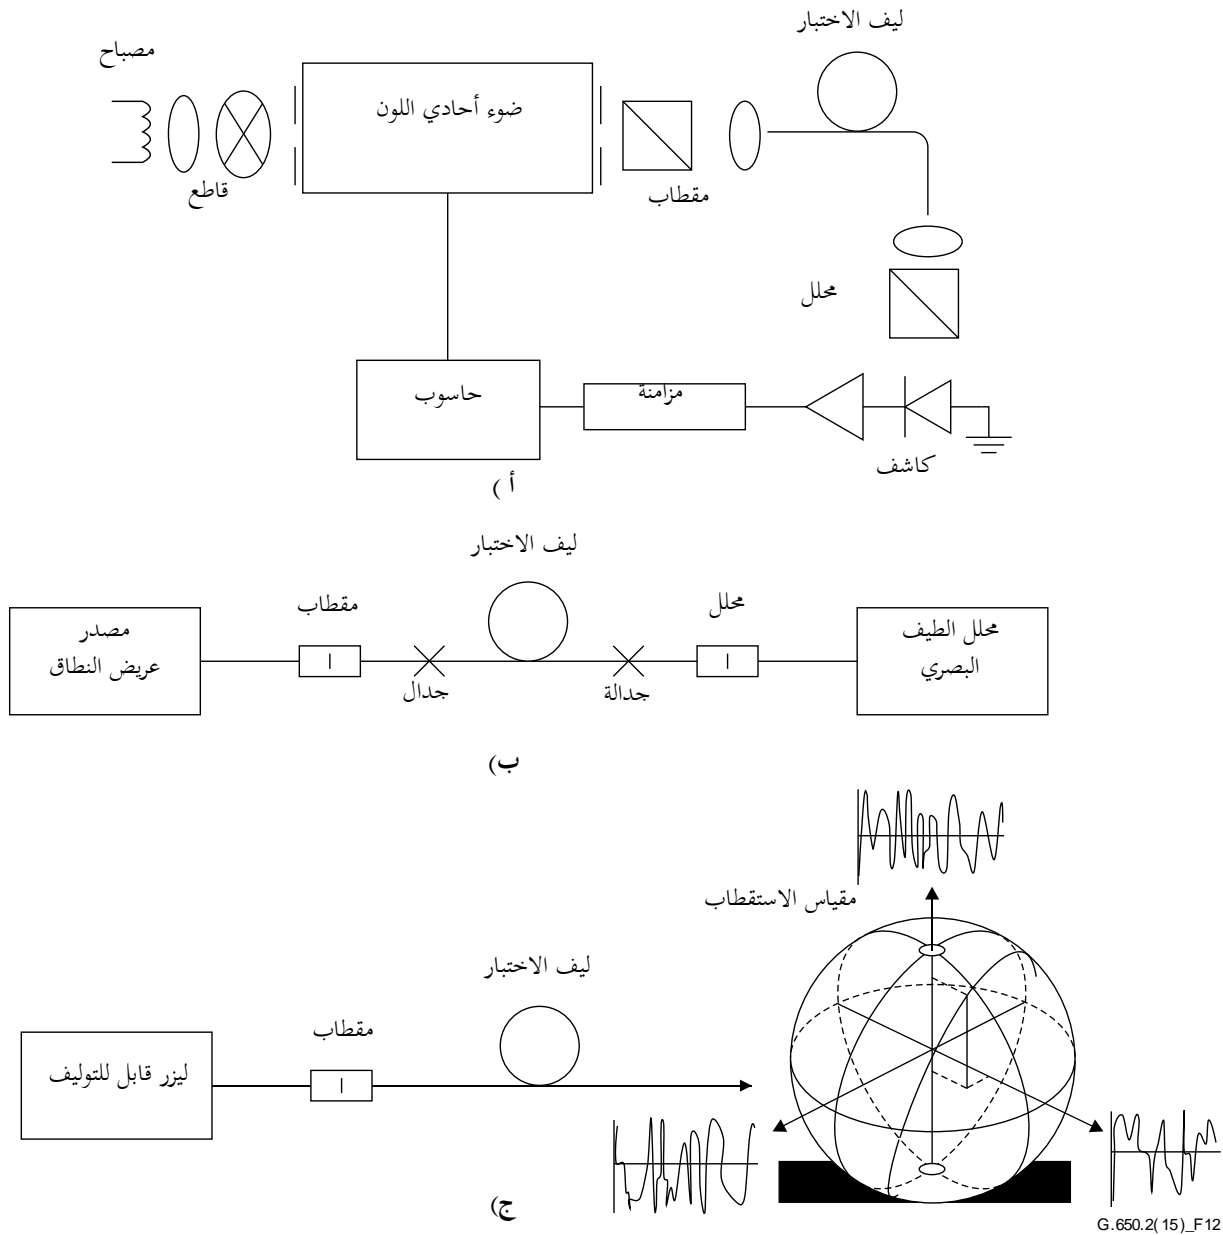 ليف الاختبار
مصباح
ضوء أحادي اللون
قاطع
مقطاب
محلل
حاسوب
مزامنة
كاشف
أ )
ليف الاختبار
مقطاب
محلل
مصدر
عريض النطاق
محلل الطيف
البصري
جدال
جدالة
ب)
مقياس الاستقطاب
ليف الاختبار
مقطاب
ليزر قابل للتوليف
ج)
G.650.2(15)_F12